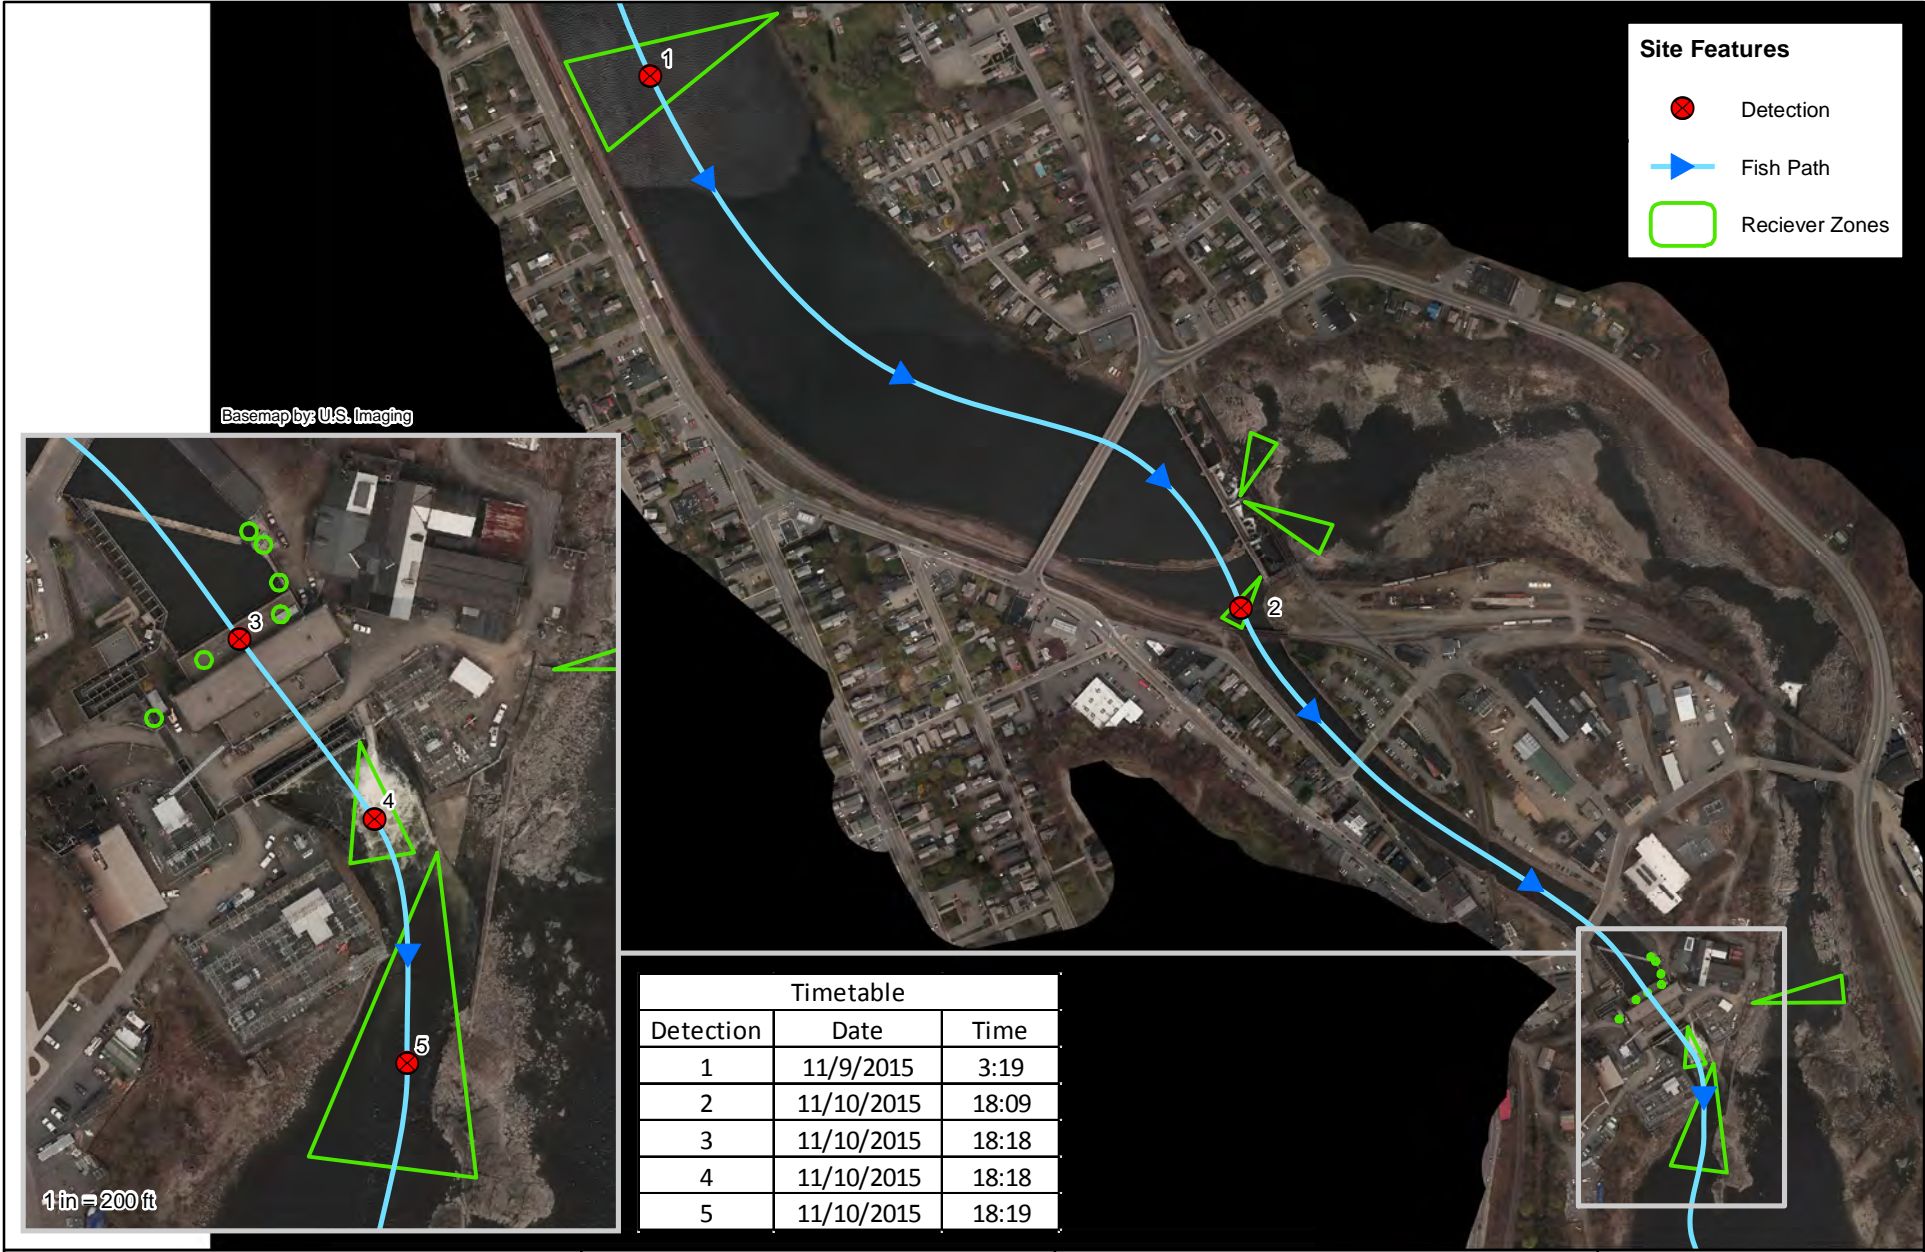 Site Features
Detection
Fish Path
Reciever Zones
1
2
Basemap by: U.S. Imaging
3
4
5
1 in = 200 ft
Timetable
Detection Date Time
1 11/9/2015 3:19
2 11/10/2015 18:09
3 11/10/2015 18:18
4 11/10/2015 18:18
5 11/10/2015 18:19